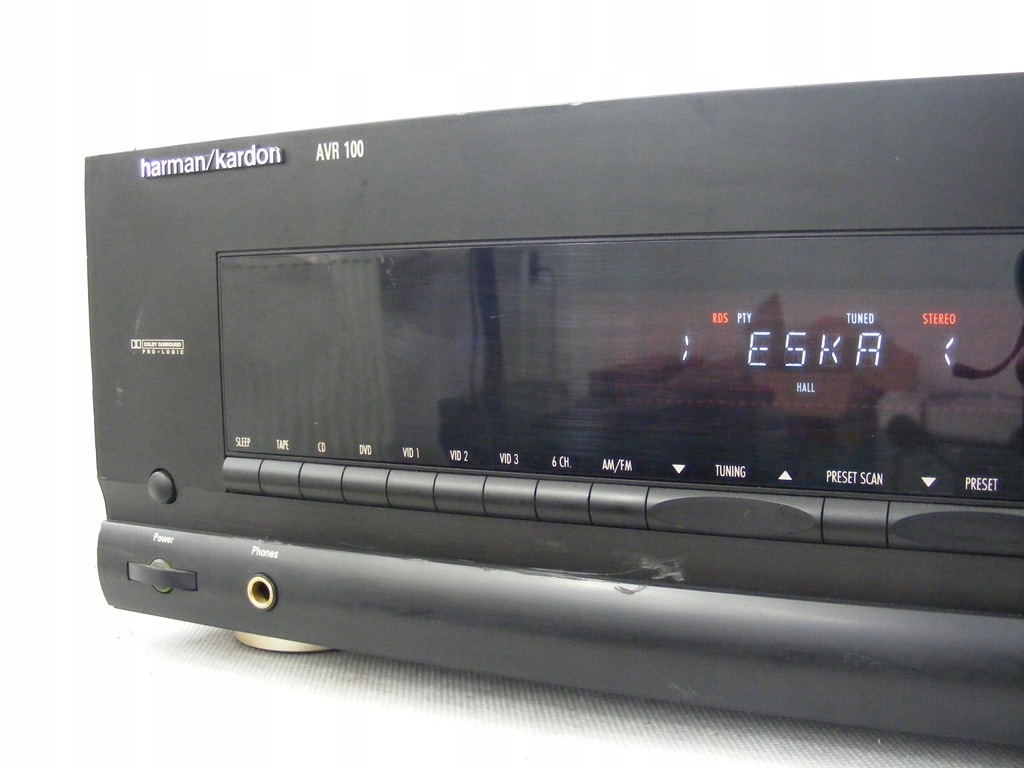 harman/kardon AVR 100
RDS PTY TUNED STEREO
ESKA
HALL
DOLBY SURROUND
PRO·LOGIC
SLEEP TAPE CD DVD VID 1 VID 2 VID 3 6 CH. AM/FM ▼ TUNING ▲ PRESET SCAN ▼ PRESET
Power Phones